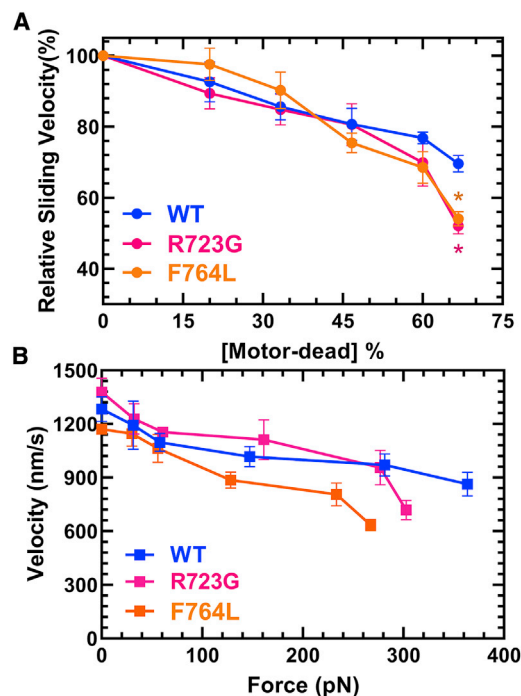 A
Relative Sliding Velocity(%)
100
80
60
40
WT
R723G
F764L
*
*
0
15
30
45
60
75
[Motor-dead] %
B
Velocity (nm/s)
1500
1200
900
600
300
0
WT
R723G
F764L
0
100
200
300
400
Force (pN)